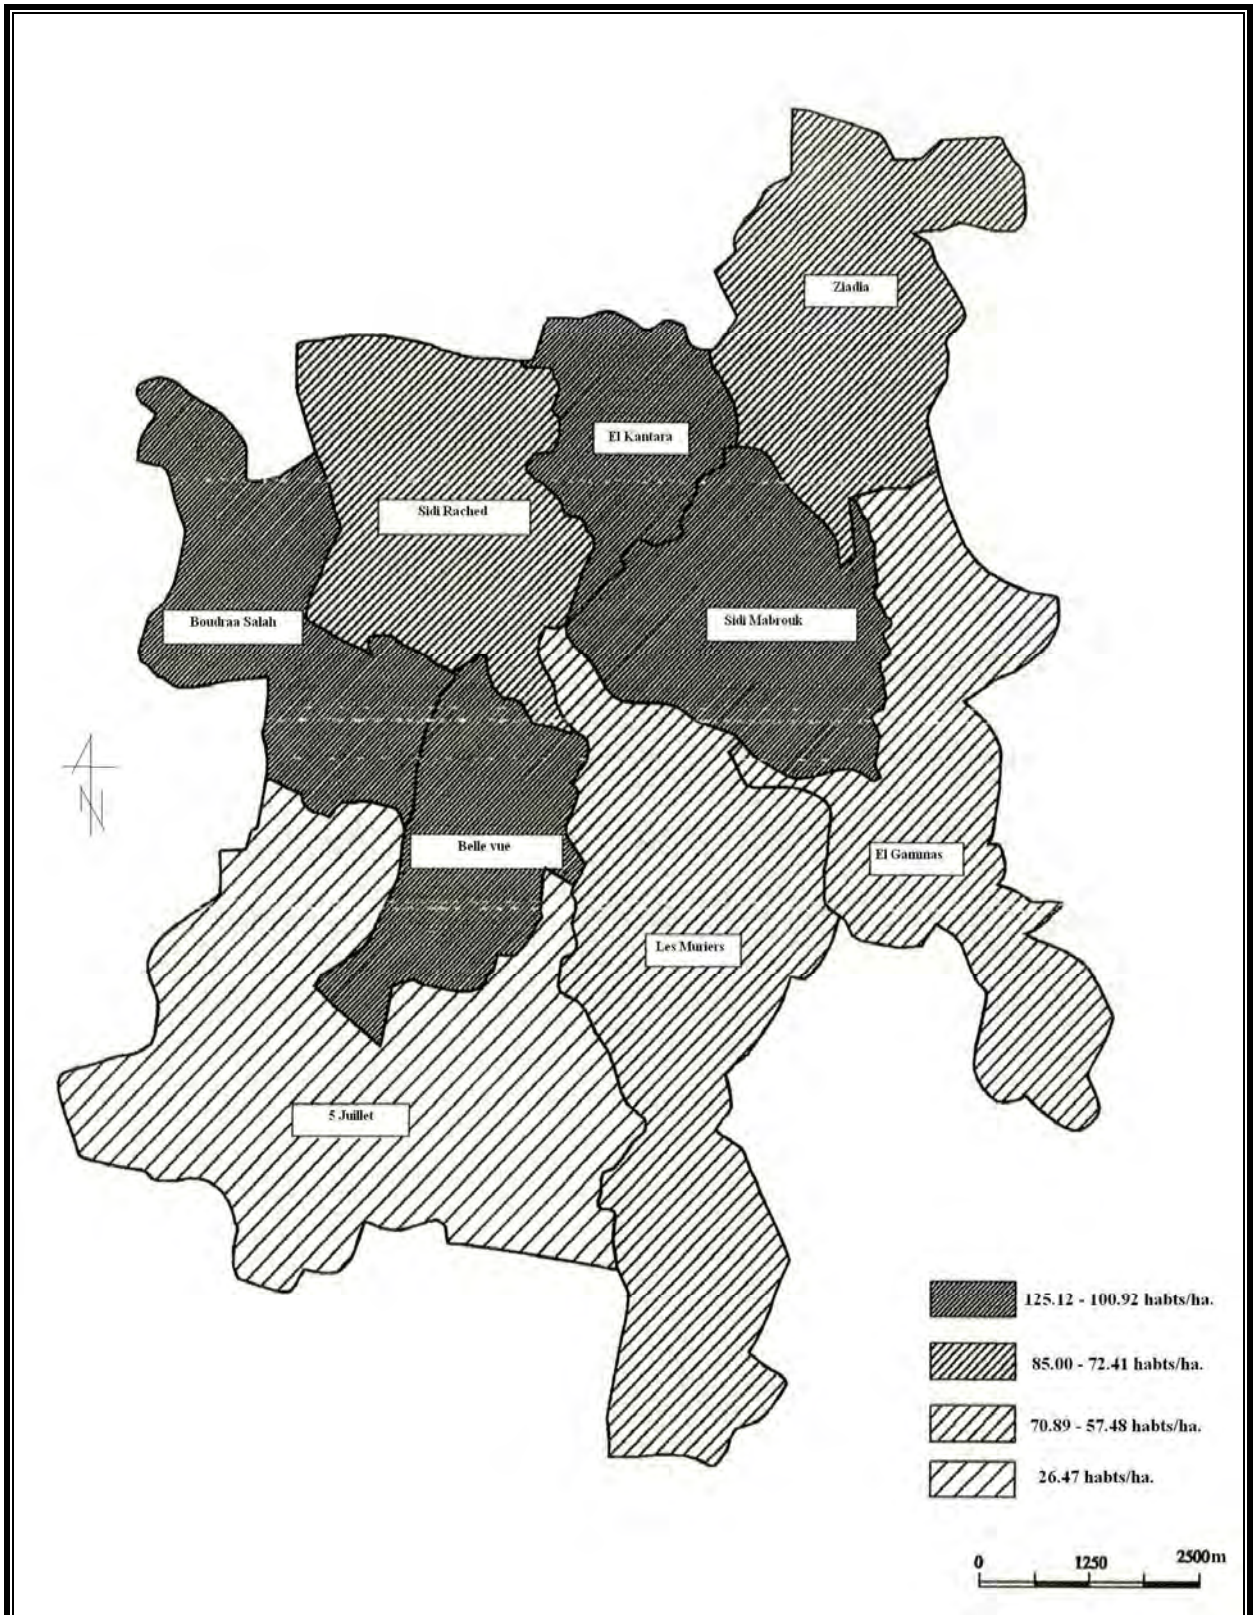 Ziadia
El Kantara
Sidi Rached
Boudraa Salah
Sidi Mabrouk
Belle vue
El Gammas
Les Muriers
5 Juillet
N
125.12 - 100.92 habts/ha.
85.00 - 72.41 habts/ha.
70.89 - 57.48 habts/ha.
26.47 habts/ha.
0 1250 2500m